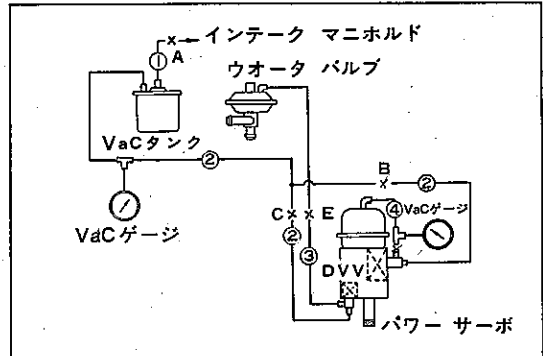 インテーク マニホルド
① A
ウオータ バルブ
VaCタンク
②
B
②
VaCゲージ
C E
④ VaCゲージ
②
③
DVV
パワー サーボ